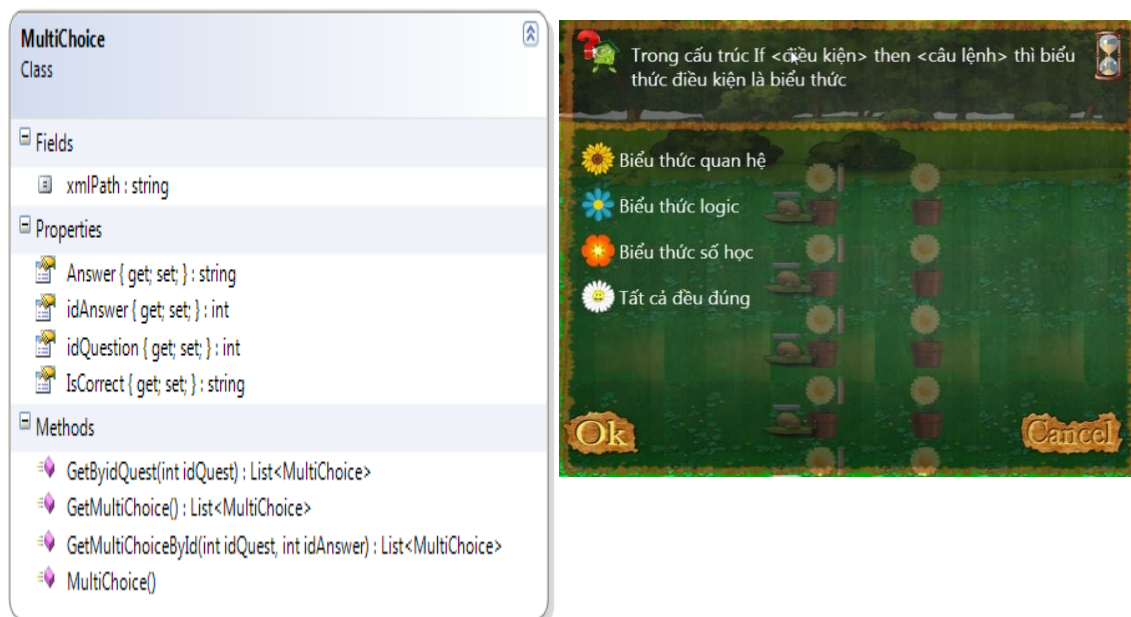 MultiChoice
Class
Fields
xmlPath : string
Properties
Answer { get; set; } : string
idAnswer { get; set; } : int
idQuestion { get; set; } : int
IsCorrect { get; set; } : string
Methods
GetByidQuest(int idQuest) : List<MultiChoice>
GetMultiChoice() : List<MultiChoice>
GetMultiChoiceById(int idQuest, int idAnswer) : List<MultiChoice>
MultiChoice()
Trong cấu trúc If <điều kiện> then <câu lệnh> thì biểu
thức điều kiện là biểu thức
Biểu thức quan hệ
Biểu thức logic
Biểu thức số học
Tất cả đều đúng
Ok
Cancel